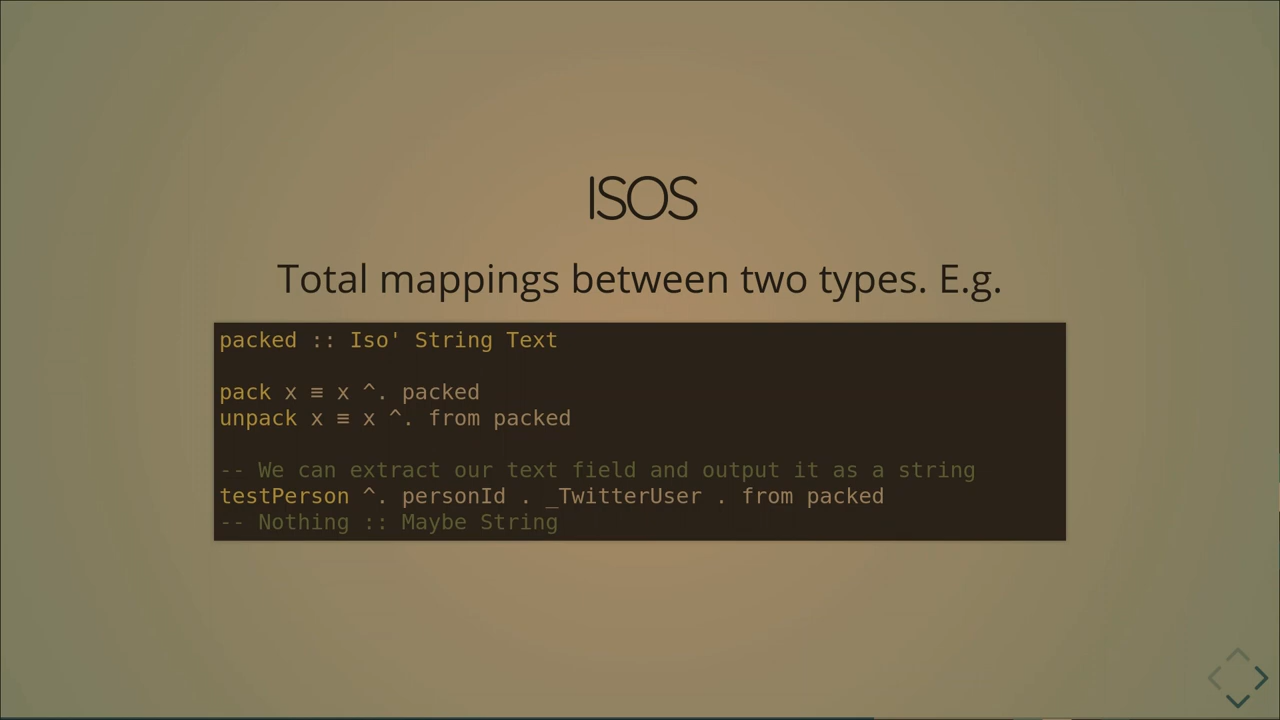 ISOS
Total mappings between two types. E.g.
packed :: Iso' String Text
pack x ≡ x ^. packed
unpack x ≡ x ^. from packed
-- We can extract our text field and output it as a string
testPerson ^. personId . _TwitterUser . from packed
-- Nothing :: Maybe String